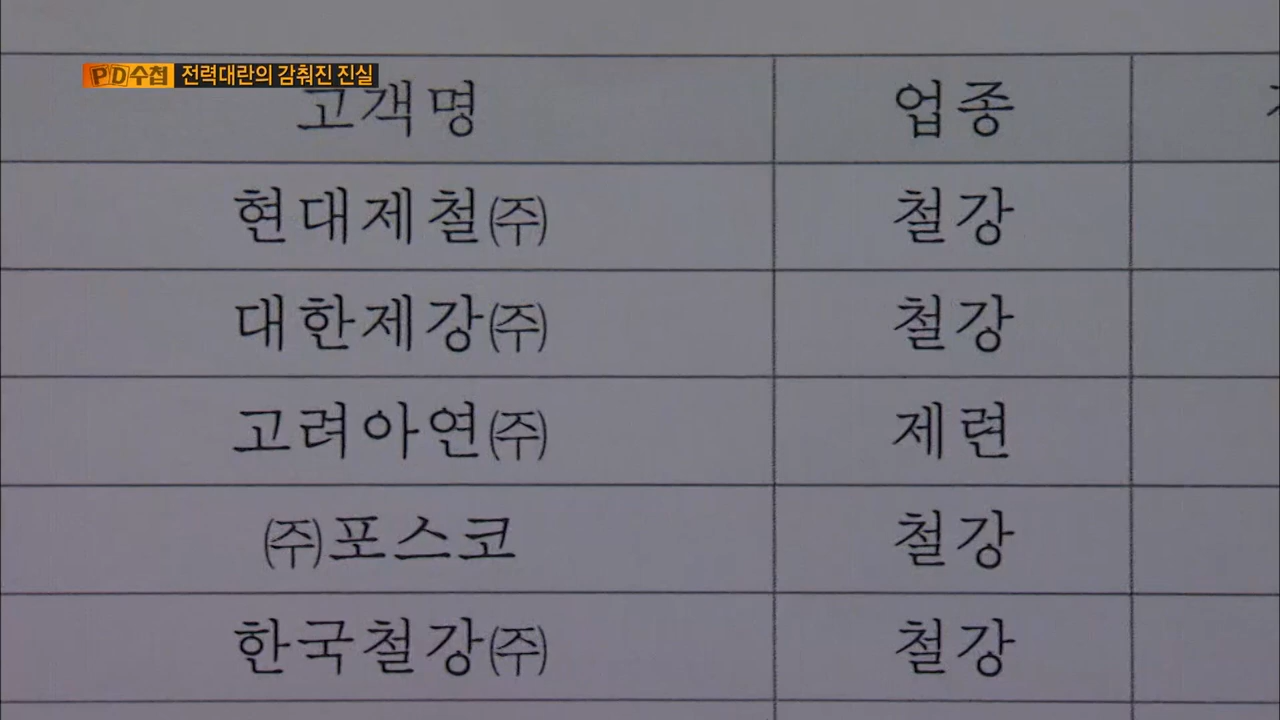 PD수첩 전력대란의 감춰진 진실
고객명 업종
현대제철㈜ 철강
대한제강㈜ 철강
고려아연㈜ 제련
㈜포스코 철강
한국철강㈜ 철강